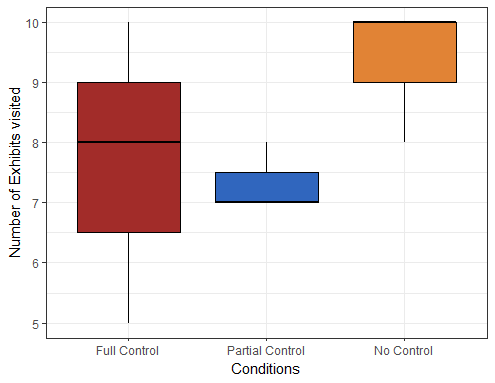 Number of Exhibits visited
10
9
8
7
6
5
Full Control
Partial Control
No Control
Conditions